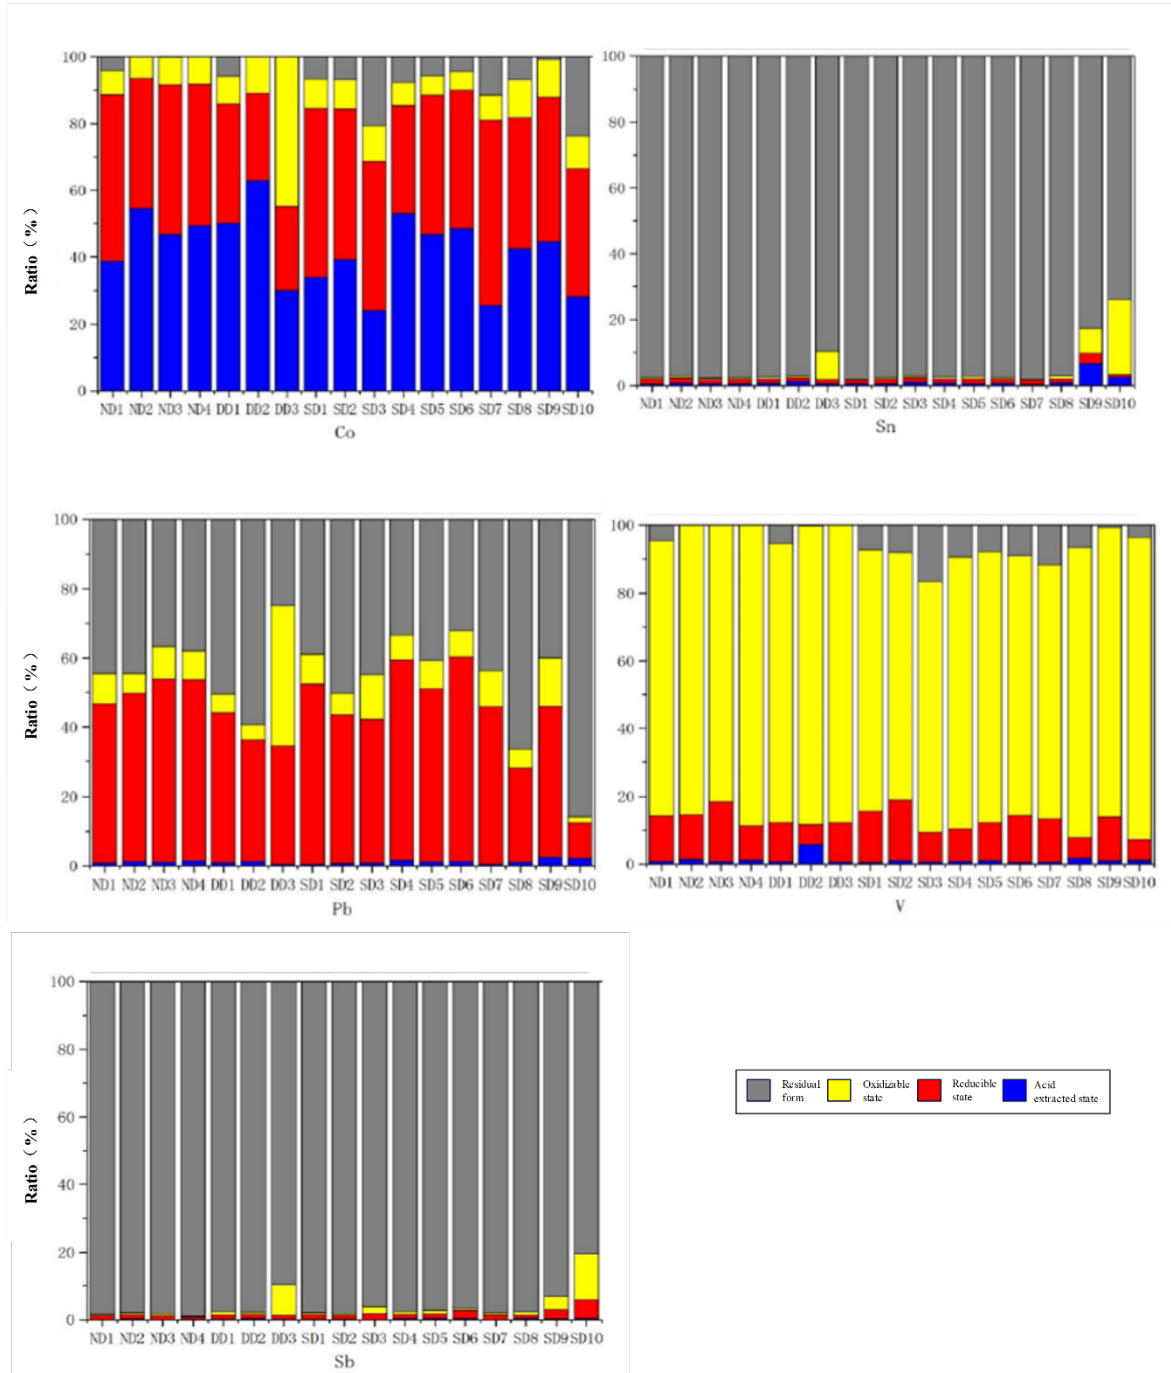 Ratio（%）
100
80
60
40
20
0
ND1 ND2 ND3 ND4 DD1 DD2 DD3 SD1 SD2 SD3 SD4 SD5 SD6 SD7 SD8 SD9 SD10
Co
100
80
60
40
20
0
ND1 ND2 ND3 ND4 DD1 DD2 DD3 SD1 SD2 SD3 SD4 SD5 SD6 SD7 SD8 SD9 SD10
Sn
Ratio（%）
100
80
60
40
20
0
ND1 ND2 ND3 ND4 DD1 DD2 DD3 SD1 SD2 SD3 SD4 SD5 SD6 SD7 SD8 SD9 SD10
Pb
100
80
60
40
20
0
ND1 ND2 ND3 ND4 DD1 DD2 DD3 SD1 SD2 SD3 SD4 SD5 SD6 SD7 SD8 SD9 SD10
V
Ratio（%）
100
80
60
40
20
0
ND1 ND2 ND3 ND4 DD1 DD2 DD3 SD1 SD2 SD3 SD4 SD5 SD6 SD7 SD8 SD9 SD10
Sb
Residual
form
Oxidizable
state
Reducible
state
Acid
extracted state